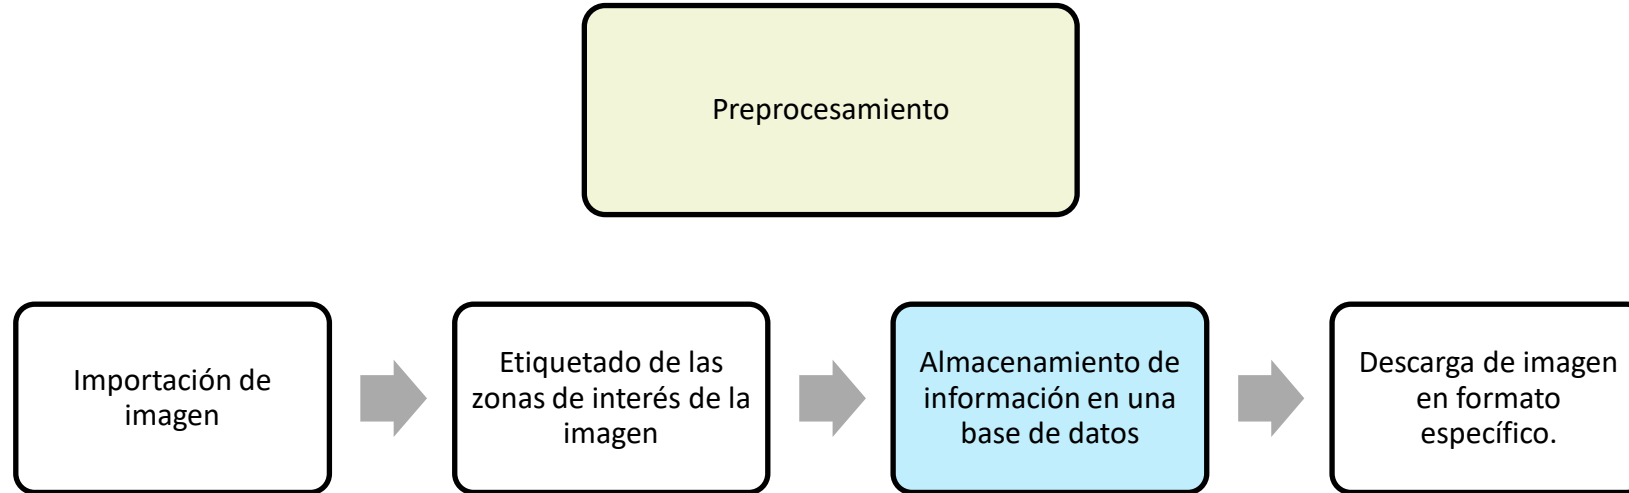 Preprocesamiento
Importación de
imagen
Etiquetado de las
zonas de interés de la
imagen
Almacenamiento de
información en una
base de datos
Descarga de imagen
en formato
específico.